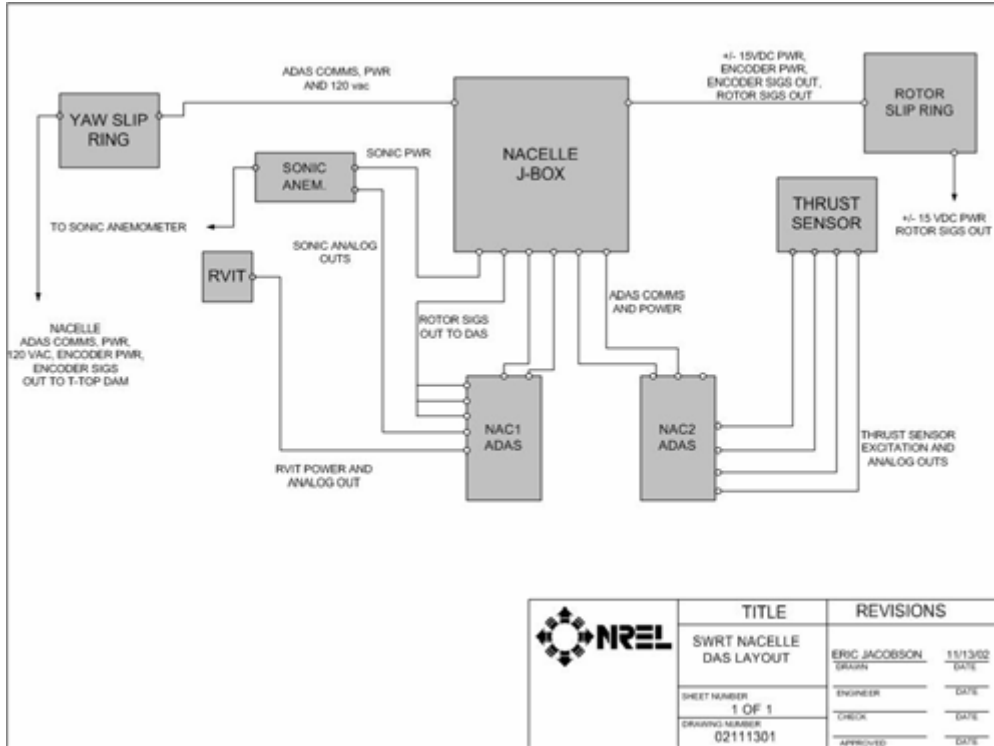 ADAS COMMS, PWR
AND 120 vac
+/- 15VDC PWR,
ENCODER PWR,
ENCODER SIGS OUT,
ROTOR SIGS OUT
YAW SLIP
RING
SONIC PWR
SONIC
ANEM.
NACELLE
J-BOX
ROTOR
SLIP RING
THRUST
SENSOR
+/- 15 VDC PWR
ROTOR SIGS OUT
TO SONIC ANEMOMETER
SONIC ANALOG
OUTS
RVIT
ROTOR SIGS
OUT TO DAS
ADAS COMMS
AND POWER
NACELLE
ADAS COMMS, PWR,
120 VAC, ENCODER PWR,
ENCODER SIGS
OUT TO T-TOP DAM
NAC1
ADAS
NAC2
ADAS
THRUST SENSOR
EXCITATION AND
ANALOG OUTS
RVIT POWER AND
ANALOG OUT
NREL
TITLE
SWRT NACELLE
DAS LAYOUT
SHEET NUMBER
1 OF 1
DRAWING NUMBER
02111301
REVISIONS
ERIC JACOBSON 11/13/02
DRAWN DATE
ENGINEER DATE
CHECK DATE
APPROVED DATE